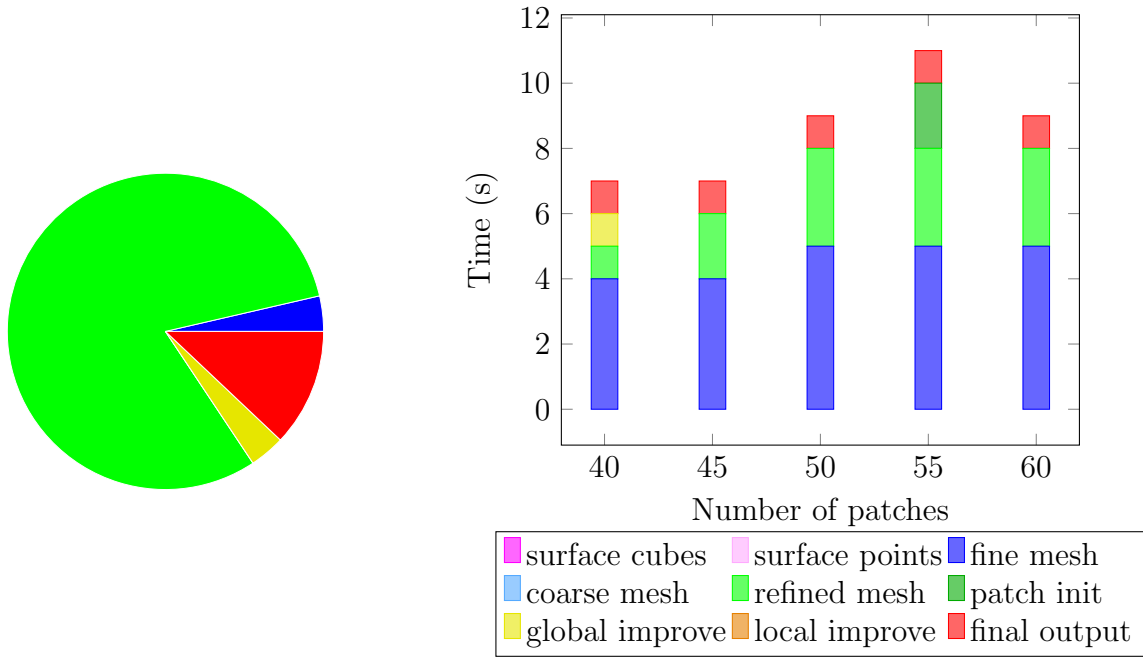 12
10
8
6
4
2
0
Time (s)
40 45 50 55 60
Number of patches
surface cubes surface points fine mesh
coarse mesh refined mesh patch init
global improve local improve final output